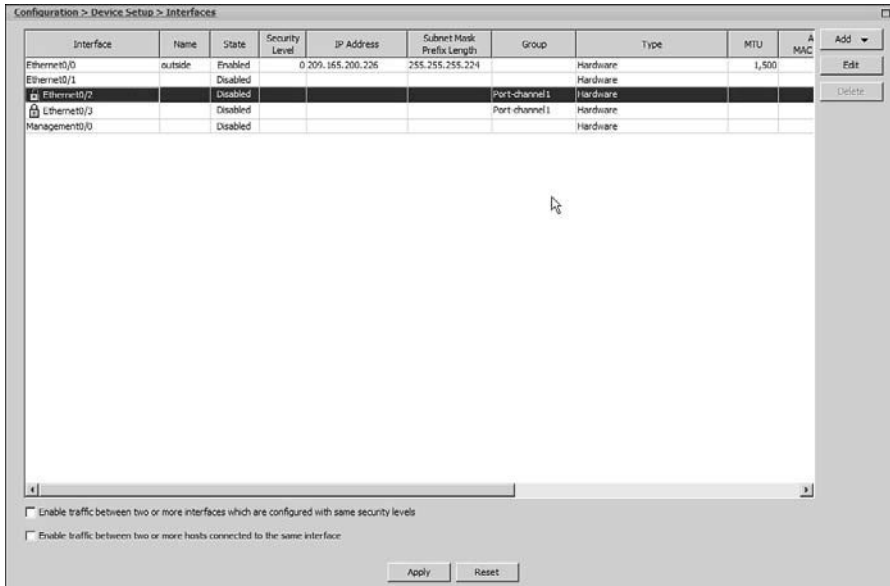 Configuration > Device Setup > Interfaces
Interface Name State Security Level IP Address Subnet Mask Prefix Length Group Type MTU A MAC
Ethernet0/0 outside Enabled 0 209.165.200.226 255.255.255.224 Hardware 1,500
Ethernet0/1 Disabled Hardware
Ethernet0/2 Disabled Port-channel1 Hardware
Ethernet0/3 Disabled Port-channel1 Hardware
Management0/0 Disabled Hardware
Add
Edit
Delete
Enable traffic between two or more interfaces which are configured with same security levels
Enable traffic between two or more hosts connected to the same interface
Apply Reset